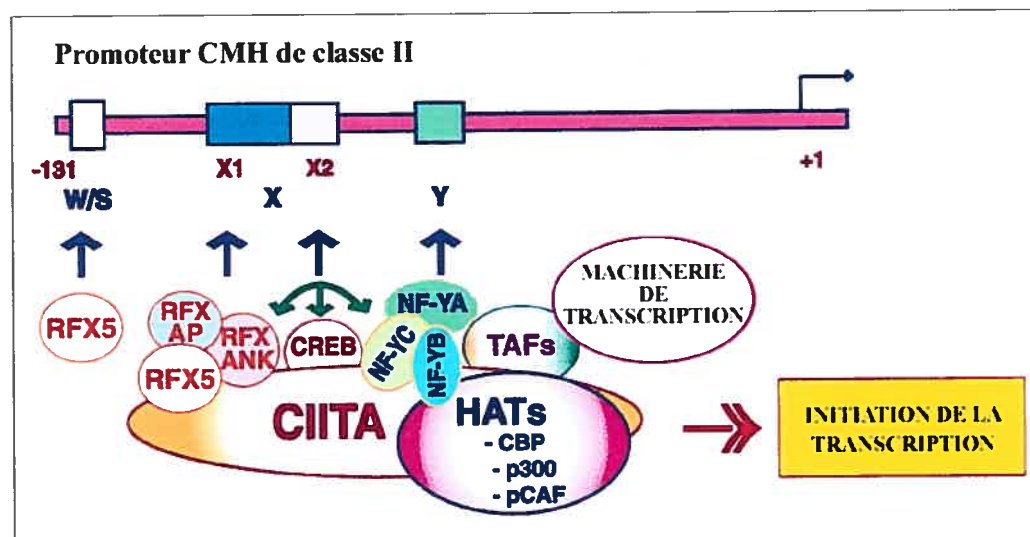 Promoteur CMH de classe II
-131
X1
X2
+1
W/S
X
Y
RFX5
RFX
AP
RFX
ANK
RFX5
CREB
NF-YA
NF-YC
NF-YB
TAFs
MACHINERIE
DE
TRANSCRIPTION
CIITA
HATs
- CBP
- p300
- pCAF
INITIATION DE LA
TRANSCRIPTION